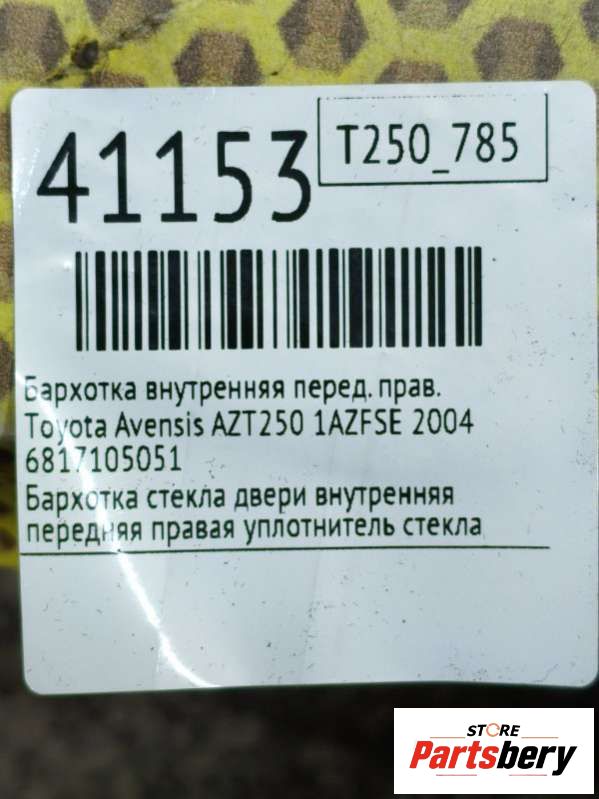 41153
T250_785
Бархотка внутренняя перед. прав.
Toyota Avensis AZT250 1AZFSE 2004
6817105051
Бархотка стекла двери внутренняя
передняя правая уплотнитель стекла
STORE
Partsbery